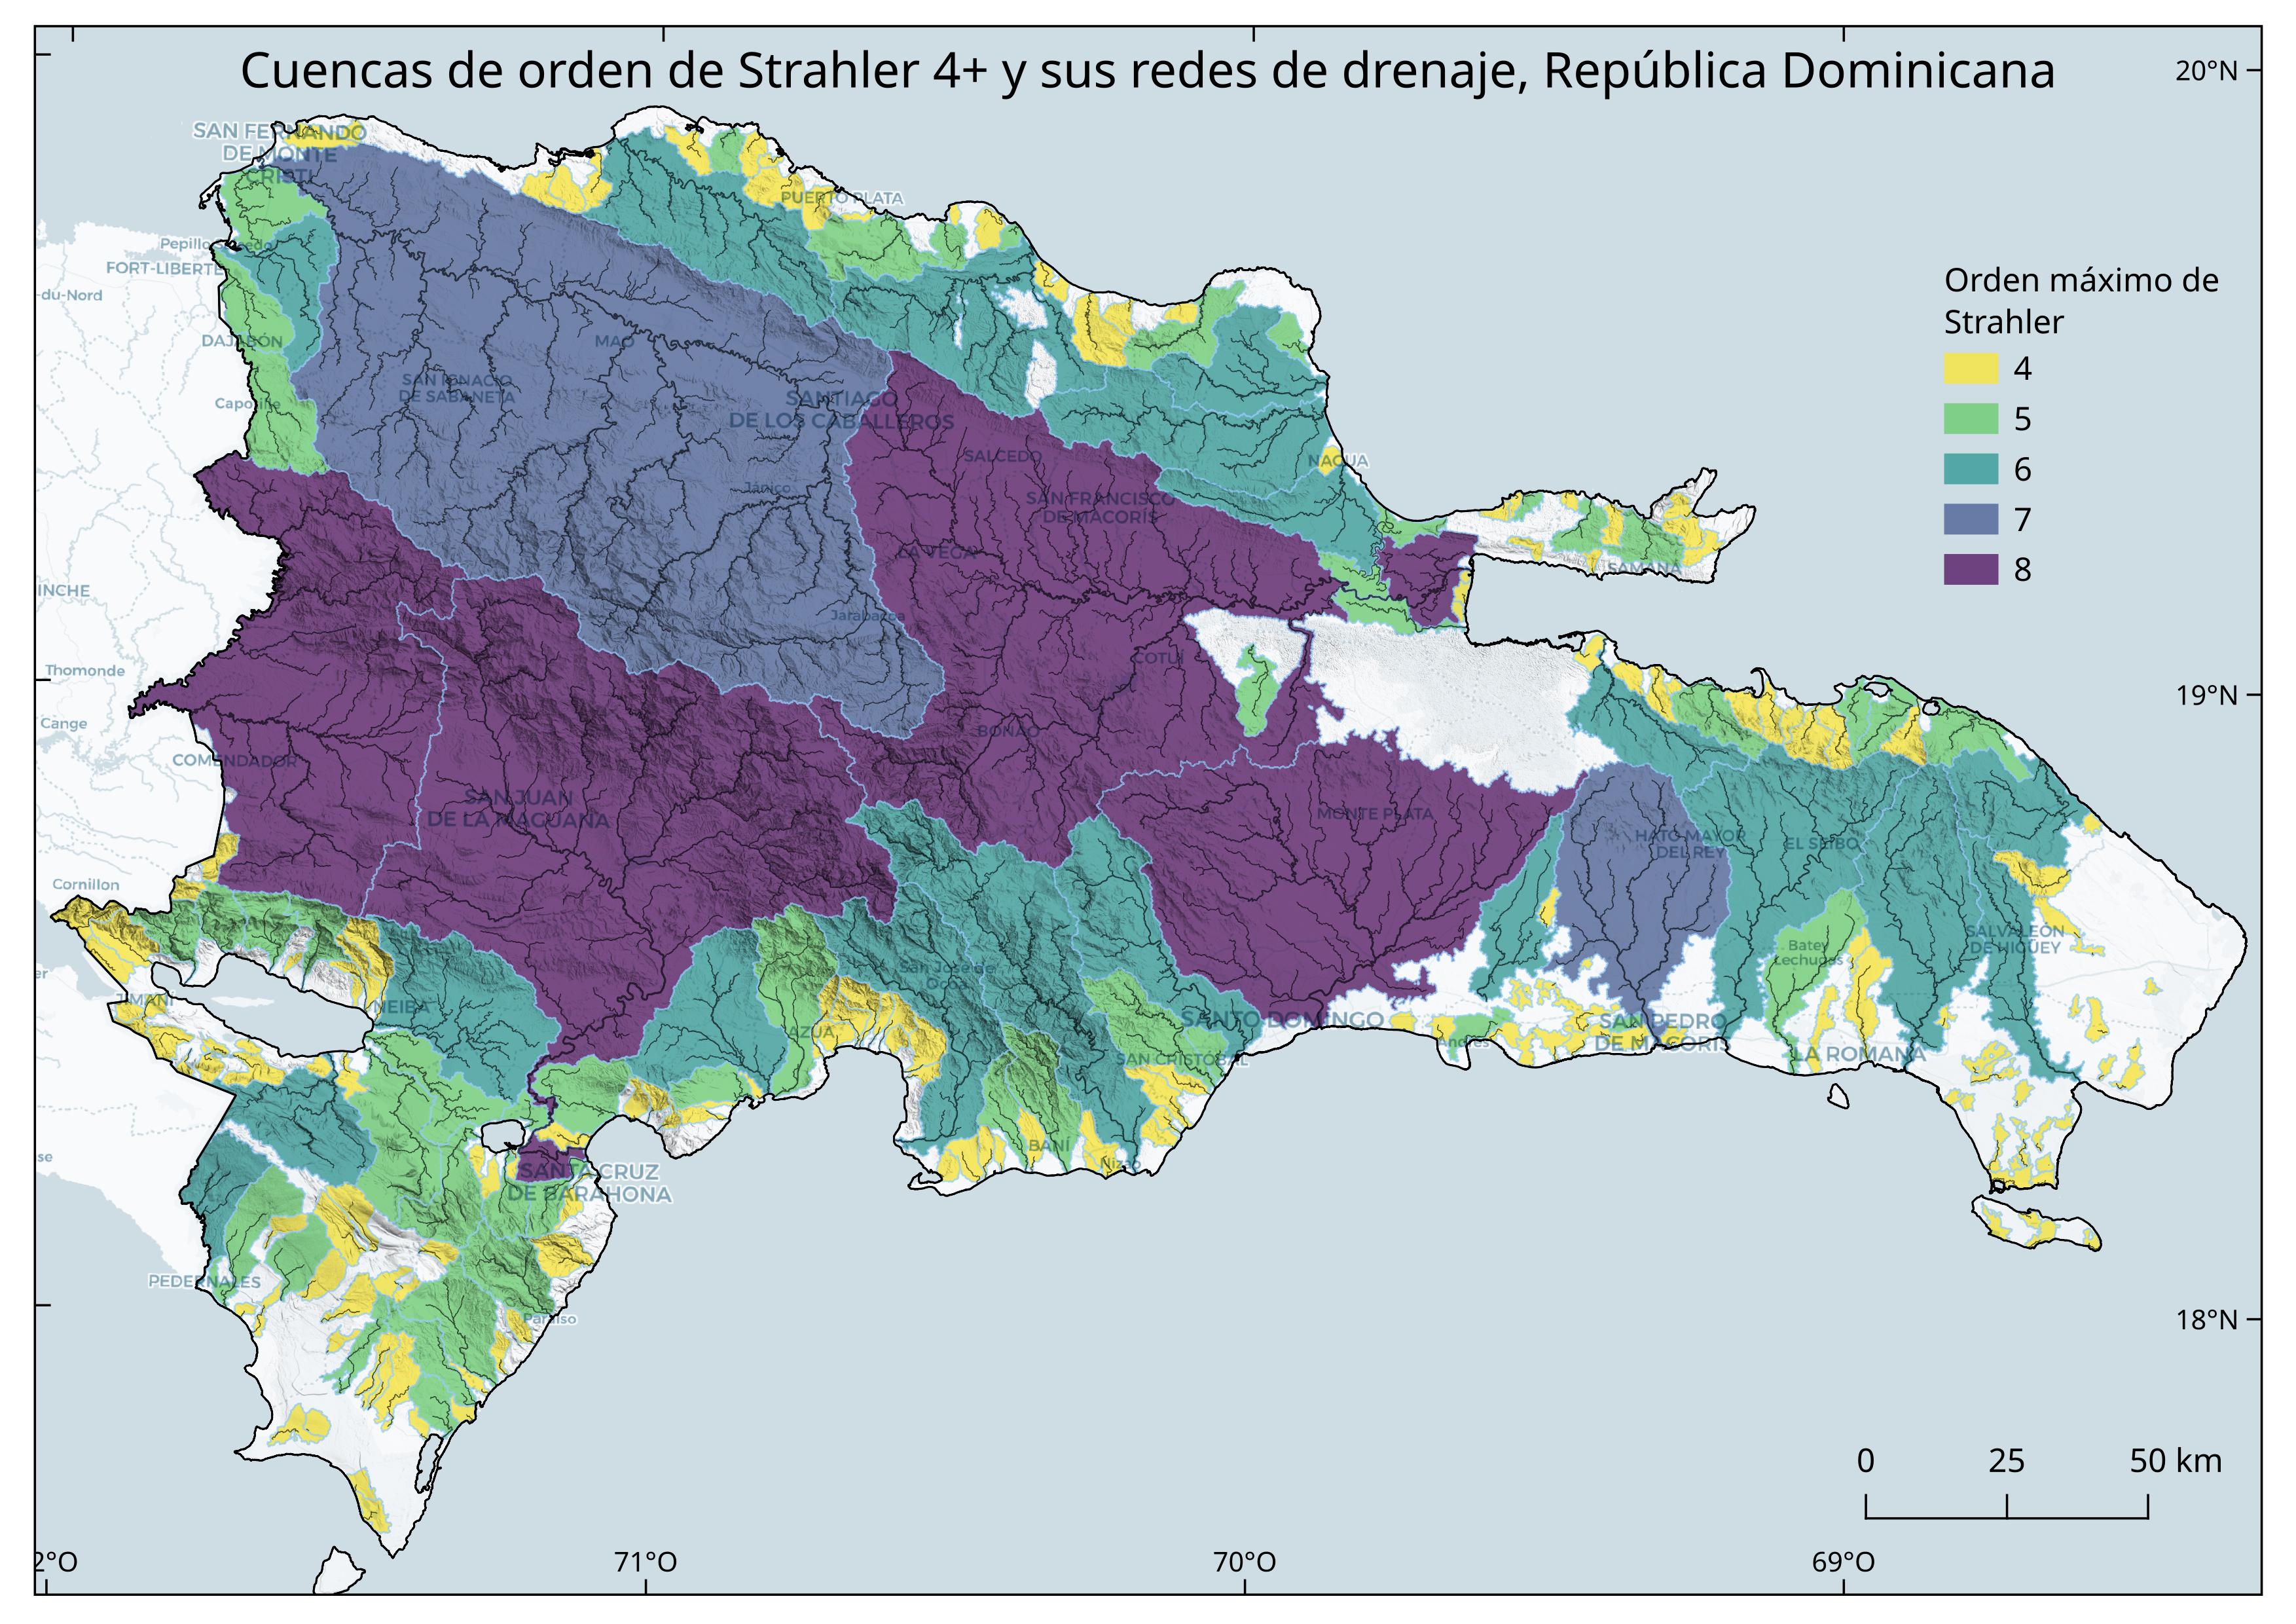 Cuencas de orden de Strahler 4+ y sus redes de drenaje, República Dominicana
20°N
SAN FERNANDO
DE MONTE
CRISTI
PUERTO PLATA
FORT-LIBERTE
-du-Nord
Orden máximo de
Strahler
4
5
6
7
8
DAJABÓN
MAO
SAN IGNACIO
DE SABANETA
SANTIAGO
DE LOS CABALLEROS
SALCEDO
NAGUA
Jánico
SAN FRANCISCO
DE MACORÍS
LA VEGA
SAMANÁ
INCHE
Jarabacoa
Thomonde
COTUÍ
19°N
Cange
BONAO
COMENDADOR
SAN JUAN
DE LA MAGUANA
MONTE PLATA
HATO MAYOR
DEL REY
EL SEIBO
Cornillon
SALVALEÓN
DE HIGÜEY
Batey
Lechugas
San José de
Ocoa
JIMANÍ
NEIBA
AZUA
SANTO DOMINGO
SAN PEDRO
DE MACORÍS
Andrés
LA ROMANA
SAN CRISTÓBAL
BANÍ
Nizao
SANTA CRUZ
DE BARAHONA
PEDERNALES
Paraíso
18°N
0 25 50 km
2°O 71°O 70°O 69°O